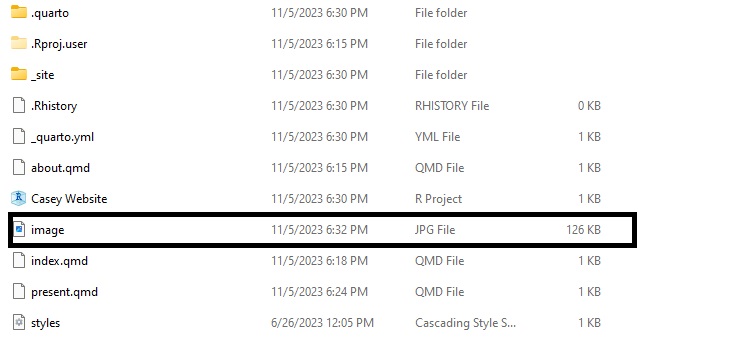 .quarto 11/5/2023 6:30 PM File folder
.Rproj.user 11/5/2023 6:15 PM File folder
_site 11/5/2023 6:30 PM File folder
.Rhistory 11/5/2023 6:30 PM RHISTORY File 0 KB
_quarto.yml 11/5/2023 6:30 PM YML File 1 KB
about.qmd 11/5/2023 6:15 PM QMD File 1 KB
Casey Website 11/5/2023 6:30 PM R Project 1 KB
image 11/5/2023 6:32 PM JPG File 126 KB
index.qmd 11/5/2023 6:18 PM QMD File 1 KB
present.qmd 11/5/2023 6:24 PM QMD File 1 KB
styles 6/26/2023 12:05 PM Cascading Style S... 1 KB